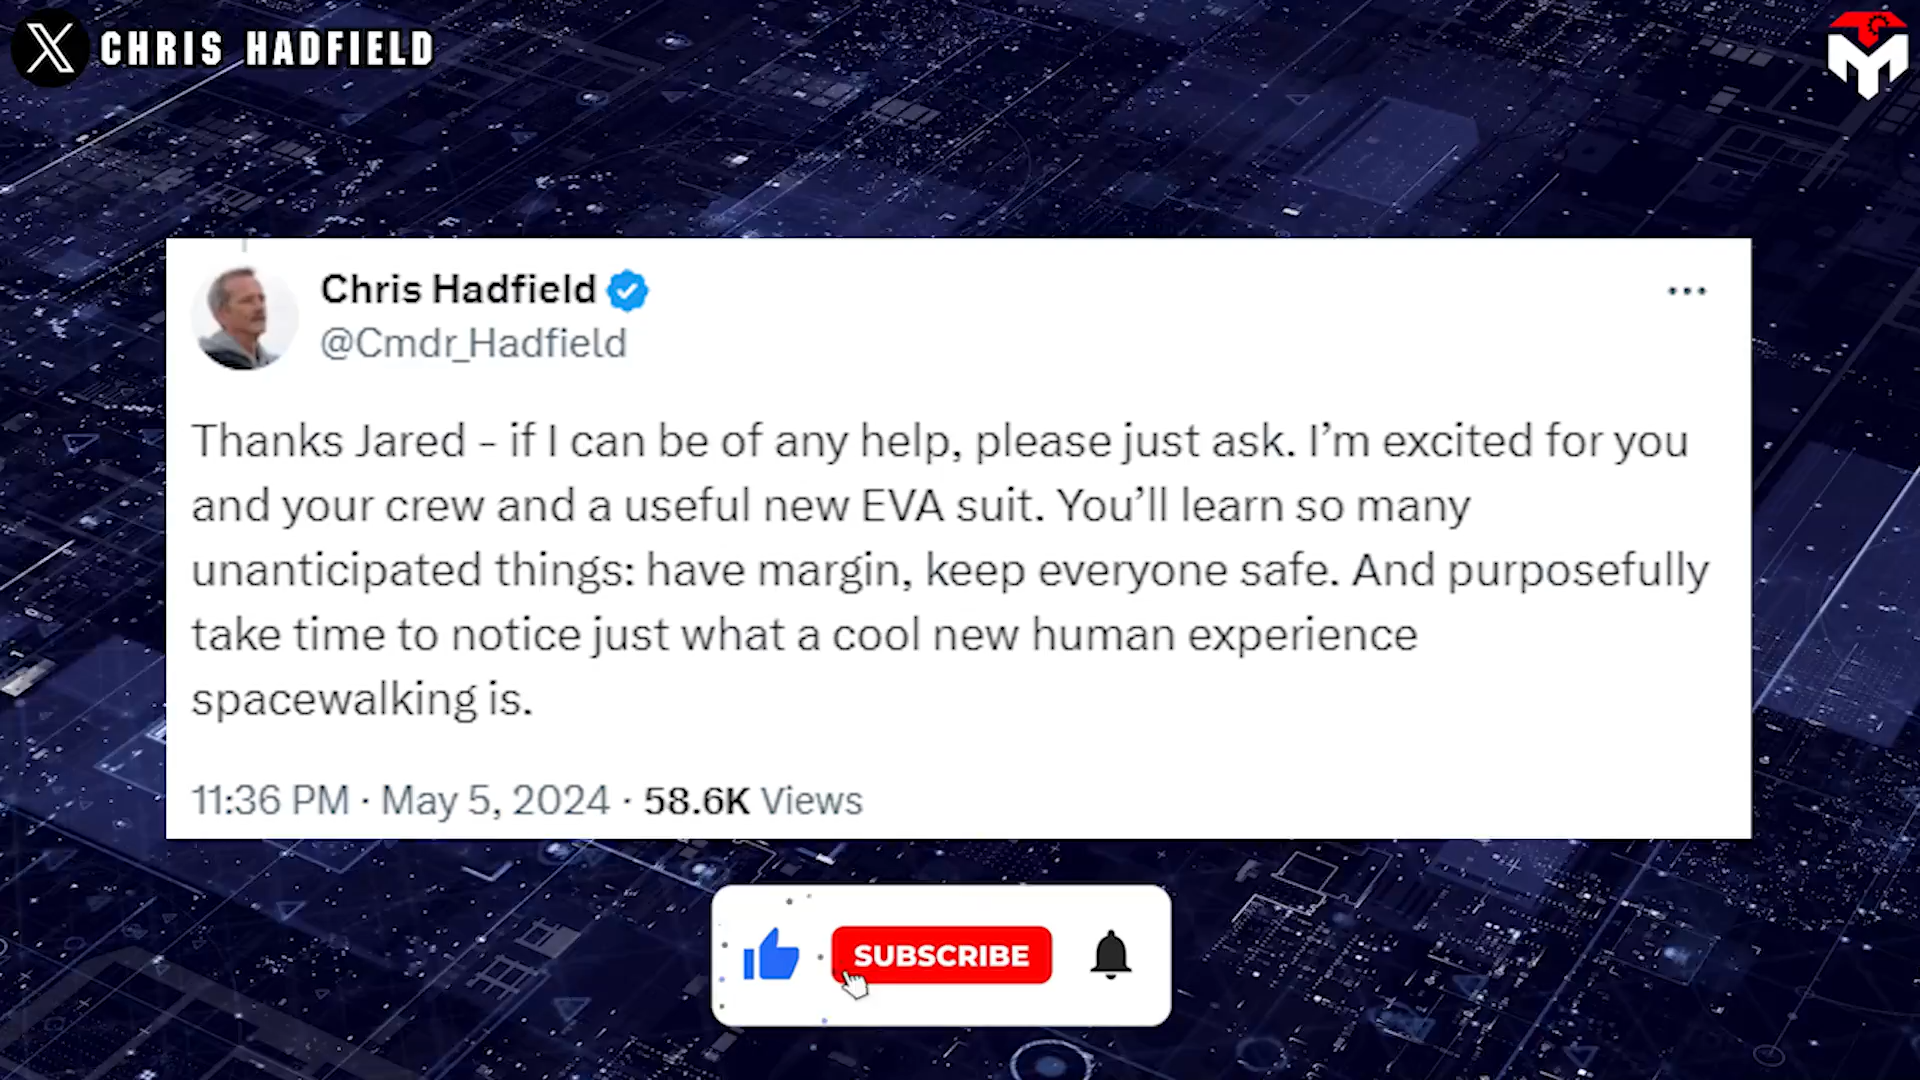 CHRIS HADFIELD
Chris Hadfield
@Cmdr_Hadfield
Thanks Jared – if I can be of any help, please just ask. I’m excited for you
and your crew and a useful new EVA suit. You’ll learn so many
unanticipated things: have margin, keep everyone safe. And purposefully
take time to notice just what a cool new human experience
spacewalking is.
11:36 PM · May 5, 2024 · 58.6K Views
SUBSCRIBE